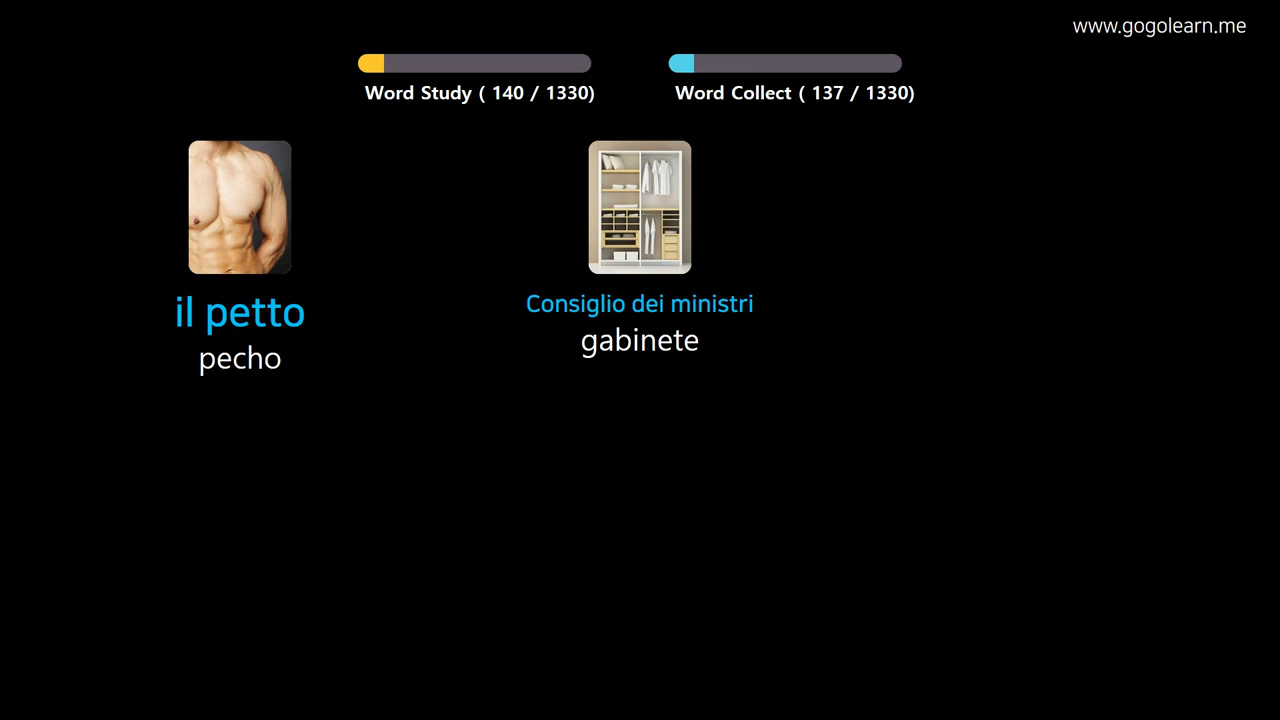 www.gogolearn.me
Word Study ( 140 / 1330)
Word Collect ( 137 / 1330)
il petto
pecho
Consiglio dei ministri
gabinete